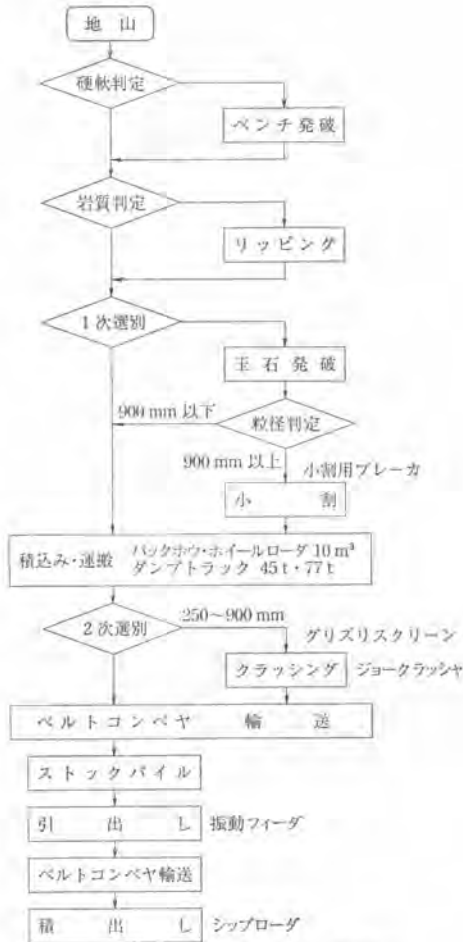 地山
硬軟判定
ベンチ発破
岩質判定
リッピング
1次選別
玉石発破
900 mm 以下
粒径判定
900 mm 以上
小割用ブレーカ
小割
積込み・運搬 バックホウ・ホイールローダ 10 m³
ダンプトラック 45 t・77 t
250～900 mm
2次選別
グリズリスクリーン
クラッシング ジョークラッシャ
ベルトコンベヤ 輸送
ストックパイル
引出し 振動フィーダ
ベルトコンベヤ輸送
積出し シップローダ